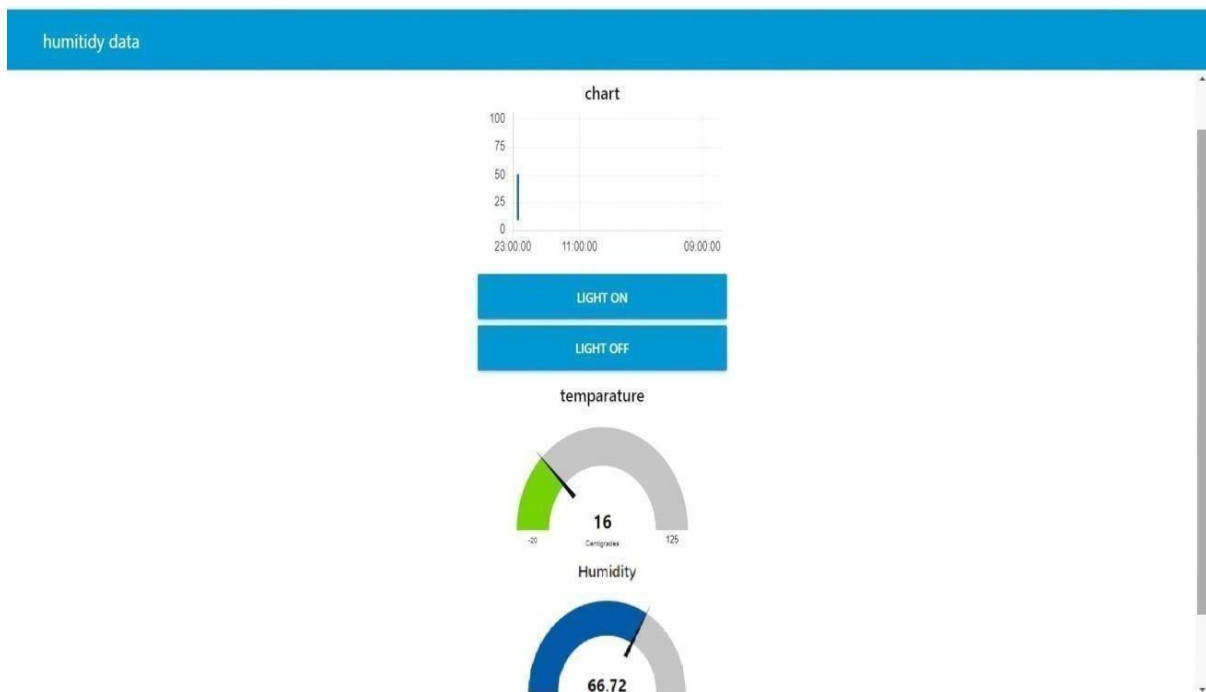 humitidy data
chart
100
75
50
25
0
23:00:00 11:00:00 09:00:00
LIGHT ON
LIGHT OFF
temparature
16
-20 Centigrades 125
Humidity
66.72